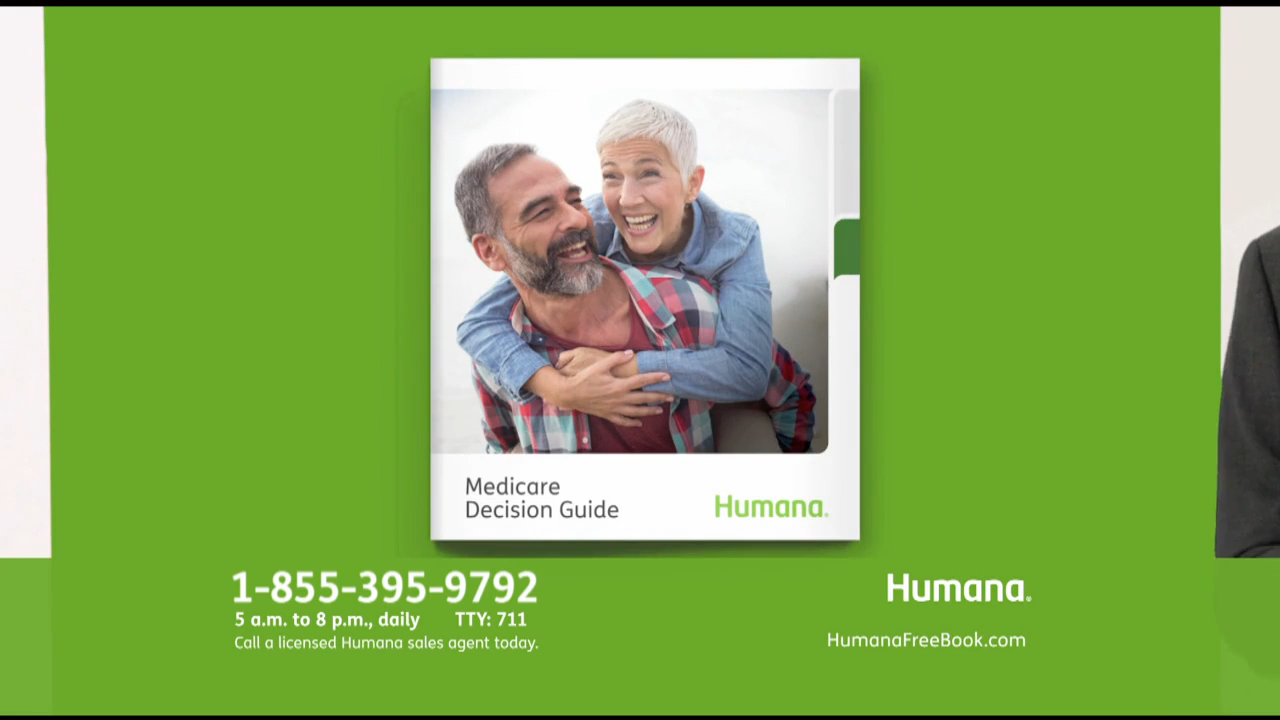 Medicare
Decision Guide
Humana®
1-855-395-9792
5 a.m. to 8 p.m., daily TTY: 711
Call a licensed Humana sales agent today.
Humana®
HumanaFreeBook.com